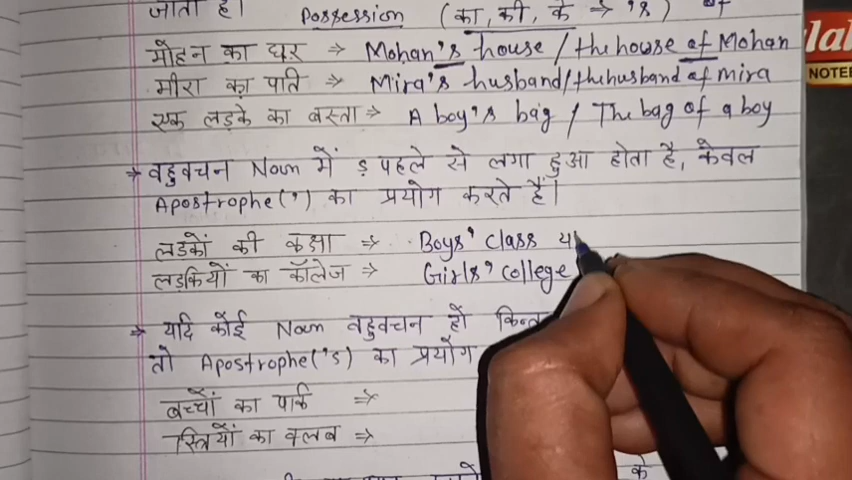 जाता है। Possession (का, की, के ⇒ 's) of
मोहन का घर ⇒ Mohan's house / the house of Mohan
मीरा का पति ⇒ Mira's husband/the husband of mira
एक लड़के का बस्ता ⇒ A boy's bag / The bag of a boy
⇒ बहुवचन Noun में s पहले से लगा हुआ होता है, केवल
Apostrophe(') का प्रयोग करते हैं।
लड़कों की कक्षा ⇒ Boys' class
लड़कियों का कॉलेज ⇒ Girls' college
⇒ यदि कोई Noun बहुवचन हो
तो Apostrophe('s) का प्रयोग
बच्चों का पार्क ⇒
स्त्रियों का क्लब ⇒
के
NOTE